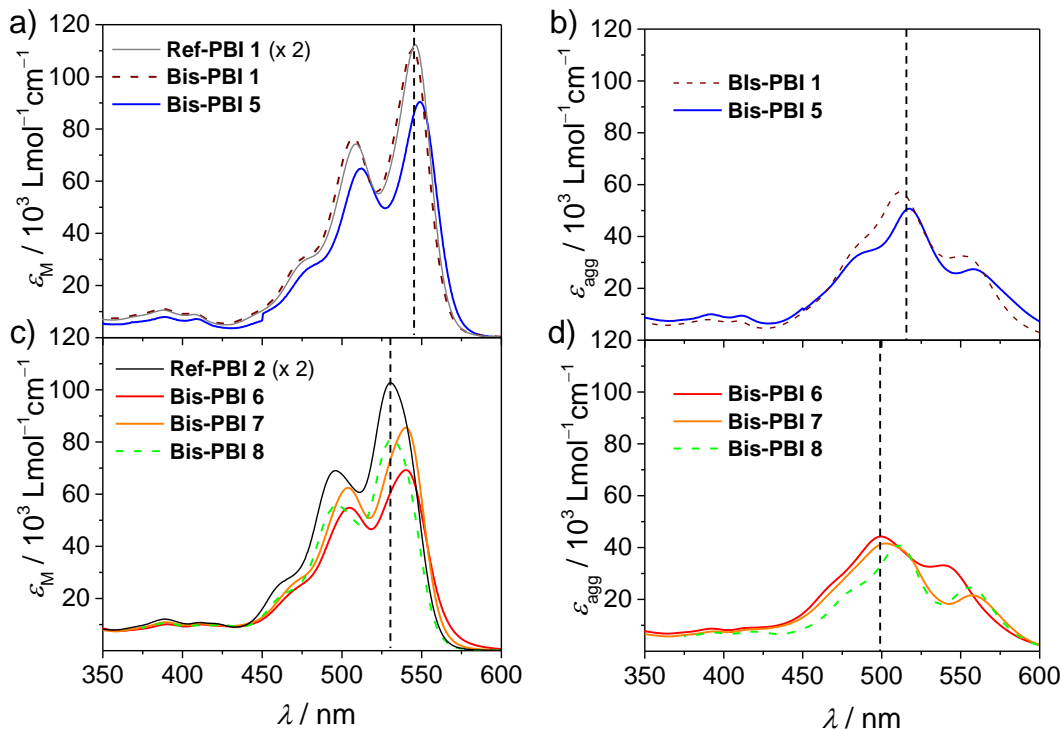 a)
120
100
80
60
40
20
εM / 10³ Lmol⁻¹cm⁻¹
Ref-PBI 1 (x 2)
Bis-PBI 1
Bis-PBI 5
b)
120
100
80
60
40
20
εagg / 10³ Lmol⁻¹cm⁻¹
BIs-PBI 1
Bis-PBI 5
c)
120
100
80
60
40
20
εM / 10³ Lmol⁻¹cm⁻¹
Ref-PBI 2 (x 2)
Bis-PBI 6
Bis-PBI 7
Bis-PBI 8
350 400 450 500 550 600
λ / nm
d)
120
100
80
60
40
20
εagg / 10³ Lmol⁻¹cm⁻¹
Bis-PBI 6
Bis-PBI 7
Bis-PBI 8
350 400 450 500 550 600
λ / nm